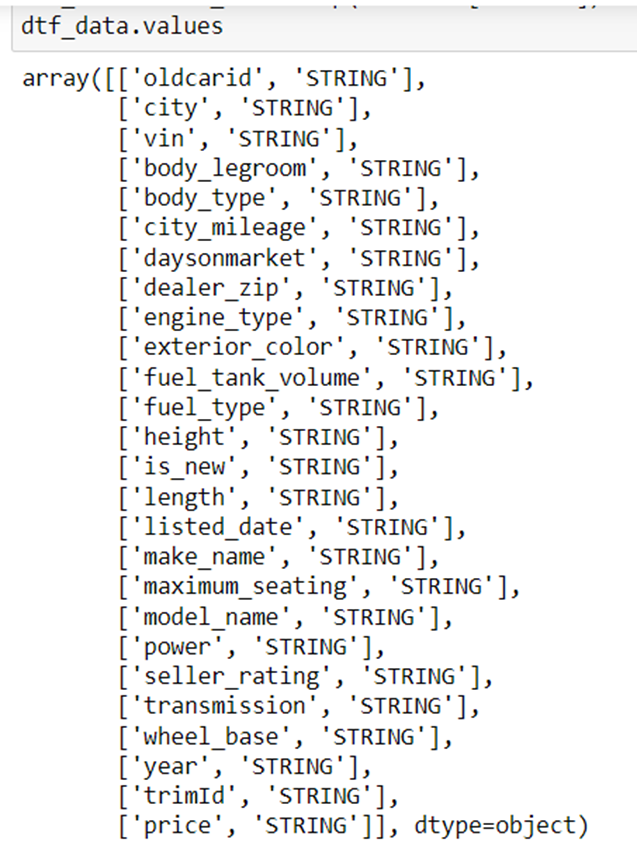 dtf_data.values
array([['oldcarid', 'STRING'],
['city', 'STRING'],
['vin', 'STRING'],
['body_legroom', 'STRING'],
['body_type', 'STRING'],
['city_mileage', 'STRING'],
['daysonmarket', 'STRING'],
['dealer_zip', 'STRING'],
['engine_type', 'STRING'],
['exterior_color', 'STRING'],
['fuel_tank_volume', 'STRING'],
['fuel_type', 'STRING'],
['height', 'STRING'],
['is_new', 'STRING'],
['length', 'STRING'],
['listed_date', 'STRING'],
['make_name', 'STRING'],
['maximum_seating', 'STRING'],
['model_name', 'STRING'],
['power', 'STRING'],
['seller_rating', 'STRING'],
['transmission', 'STRING'],
['wheel_base', 'STRING'],
['year', 'STRING'],
['trimId', 'STRING'],
['price', 'STRING']], dtype=object)